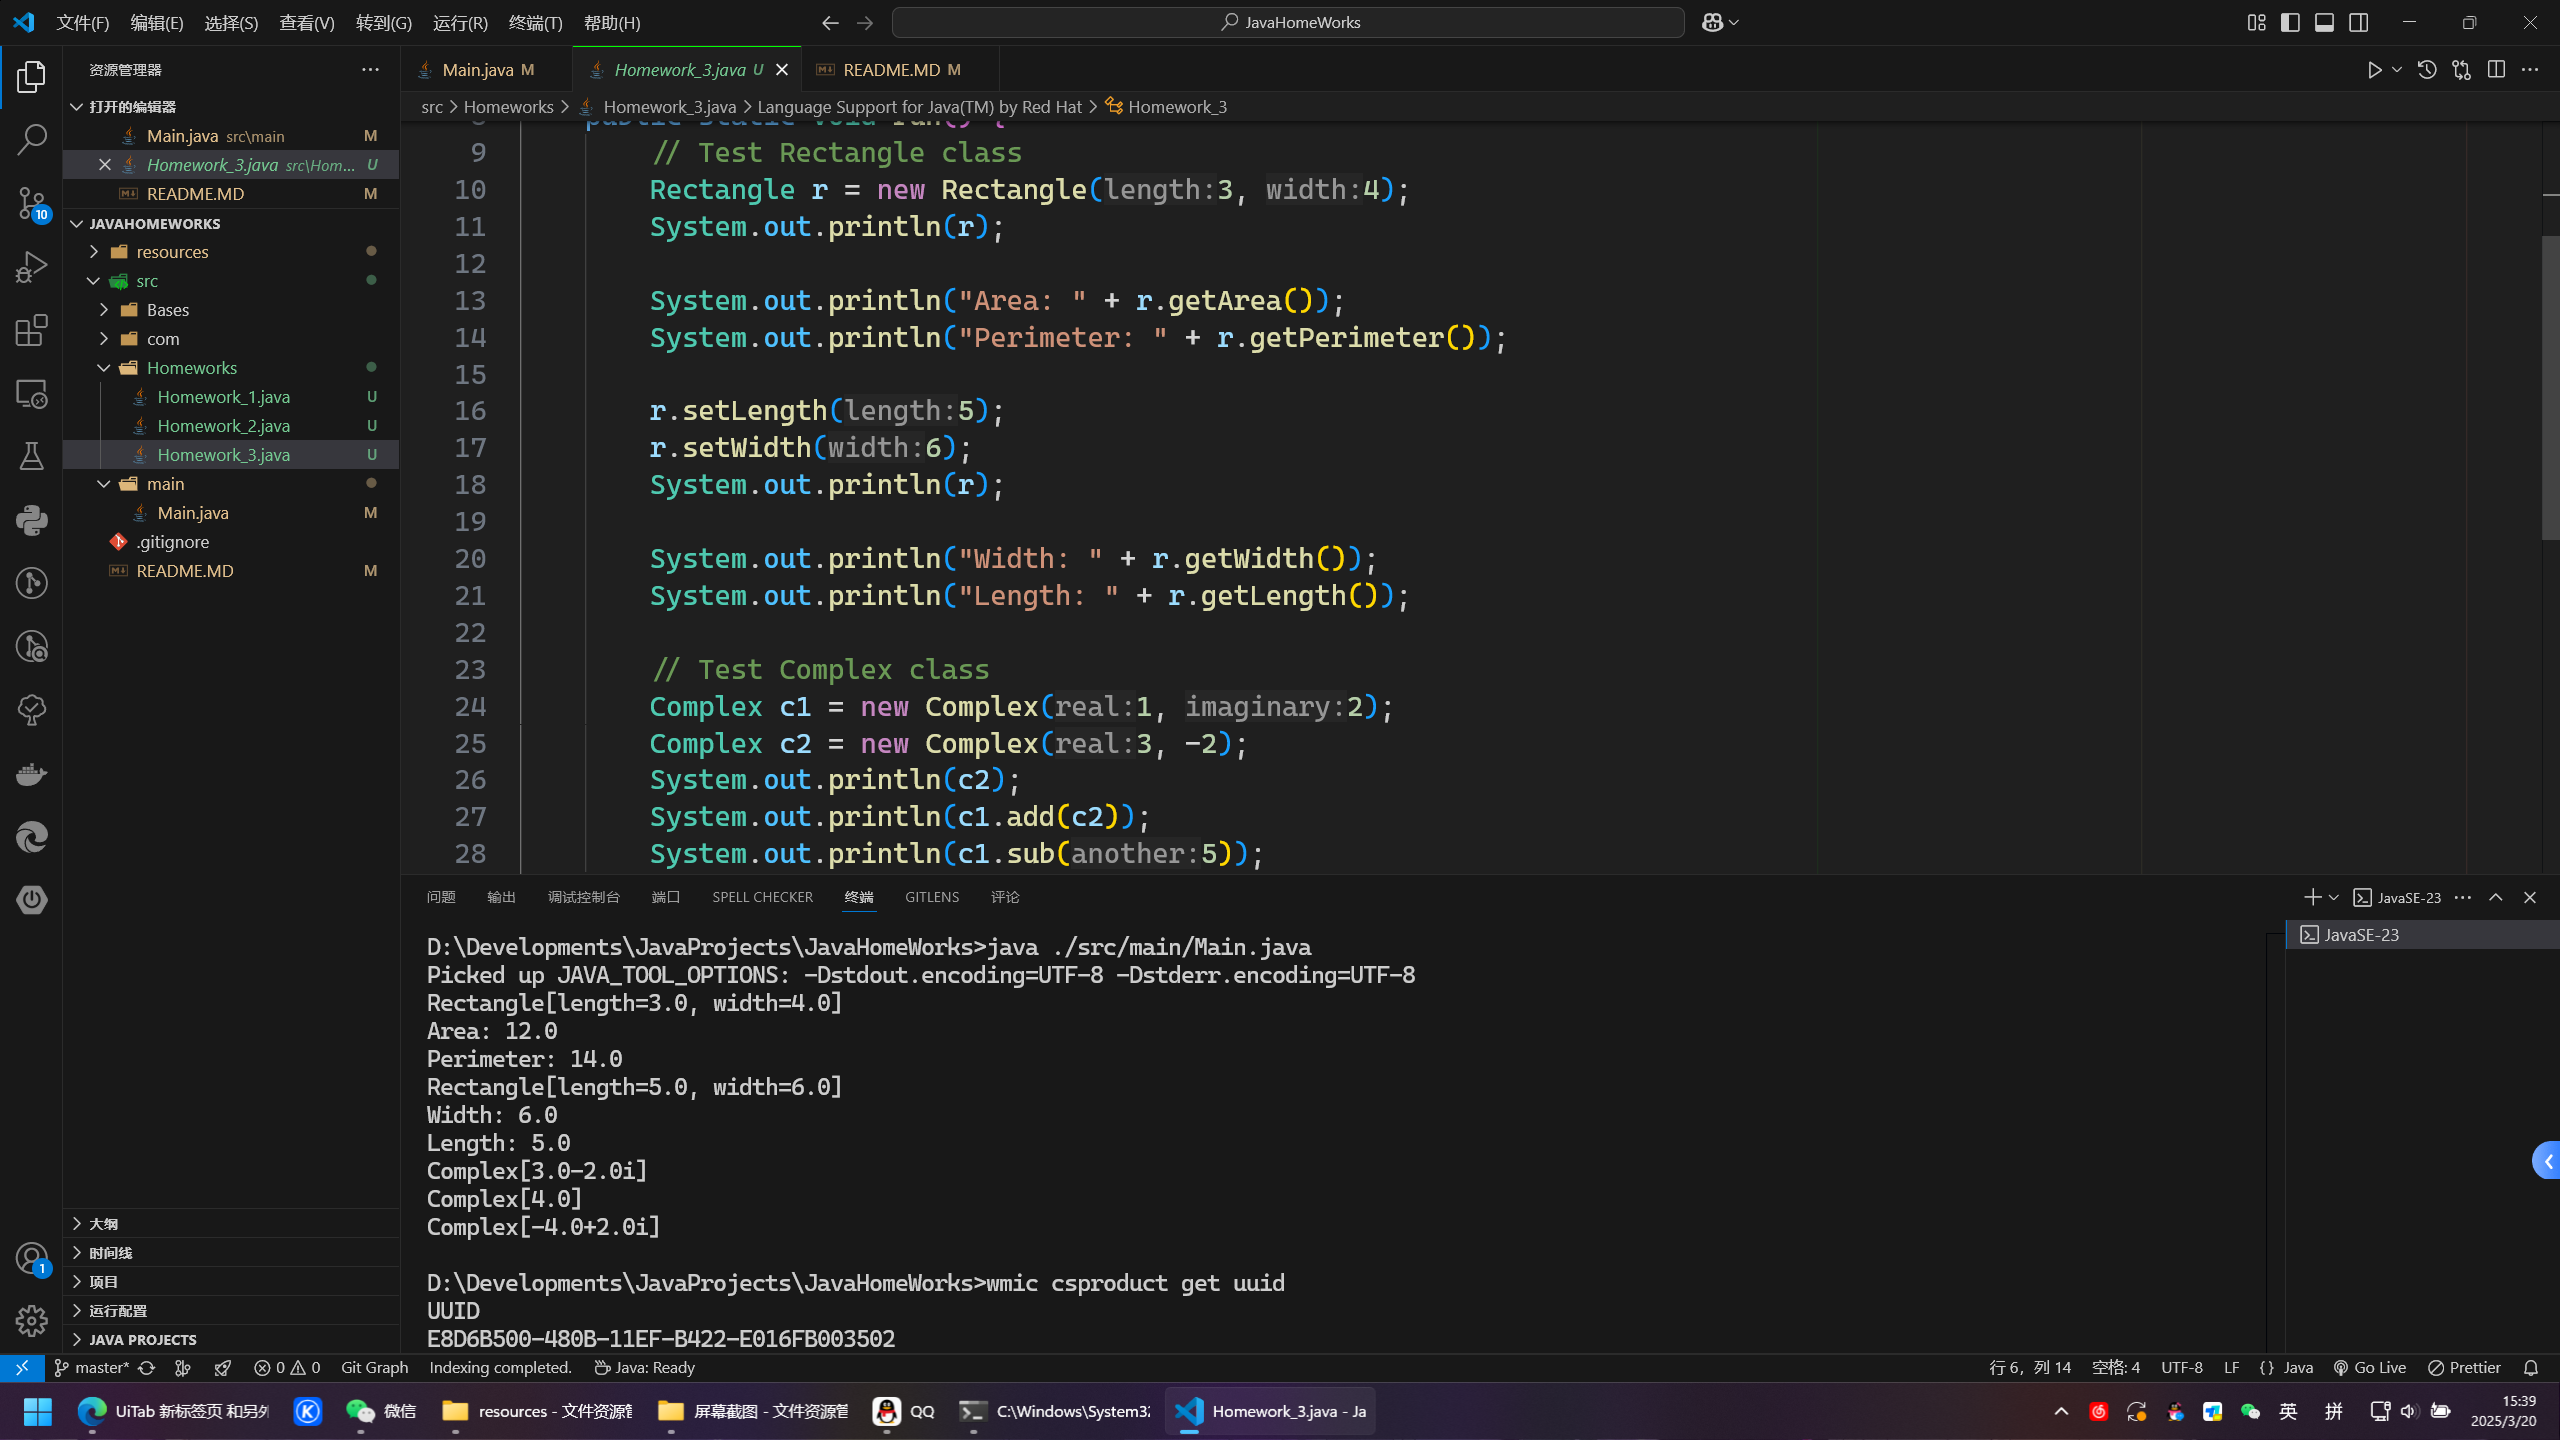 文件(F) 编辑(E) 选择(S) 查看(V) 转到(G) 运行(R) 终端(T) 帮助(H)
JavaHomeWorks
资源管理器
打开的编辑器
Main.java src\main M
Homework_3.java src\Hom... U
README.MD M
JAVAHOMEWORKS
resources
src
Bases
com
Homeworks
Homework_1.java U
Homework_2.java U
Homework_3.java U
main
Main.java M
.gitignore
README.MD M
大纲
时间线
项目
运行配置
JAVA PROJECTS
10
1
Main.java M
Homework_3.java U
README.MD M
src > Homeworks > Homework_3.java > Language Support for Java(TM) by Red Hat > Homework_3
8 public static void run() {
9 // Test Rectangle class
10 Rectangle r = new Rectangle(length:3, width:4);
11 System.out.println(r);
12
13 System.out.println("Area: " + r.getArea());
14 System.out.println("Perimeter: " + r.getPerimeter());
15
16 r.setLength(length:5);
17 r.setWidth(width:6);
18 System.out.println(r);
19
20 System.out.println("Width: " + r.getWidth());
21 System.out.println("Length: " + r.getLength());
22
23 // Test Complex class
24 Complex c1 = new Complex(real:1, imaginary:2);
25 Complex c2 = new Complex(real:3, -2);
26 System.out.println(c2);
27 System.out.println(c1.add(c2));
28 System.out.println(c1.sub(another:5));
问题 输出 调试控制台 端口 SPELL CHECKER 终端 GITLENS 评论
JavaSE-23
JavaSE-23
D:\Developments\JavaProjects\JavaHomeWorks>java ./src/main/Main.java
Picked up JAVA_TOOL_OPTIONS: -Dstdout.encoding=UTF-8 -Dstderr.encoding=UTF-8
Rectangle[length=3.0, width=4.0]
Area: 12.0
Perimeter: 14.0
Rectangle[length=5.0, width=6.0]
Width: 6.0
Length: 5.0
Complex[3.0-2.0i]
Complex[4.0]
Complex[-4.0+2.0i]
D:\Developments\JavaProjects\JavaHomeWorks>wmic csproduct get uuid
UUID
E8D6B500-480B-11EF-B422-E016FB003502
master* 0 0 Git Graph Indexing completed. Java: Ready
行 6，列 14 空格: 4 UTF-8 LF {} Java Go Live Prettier
UiTab 新标签页 和另外 微信 resources - 文件资源管 屏幕截图 - 文件资源管 QQ C:\Windows\System32 Homework_3.java - Ja
英 拼
15:39
2025/3/20